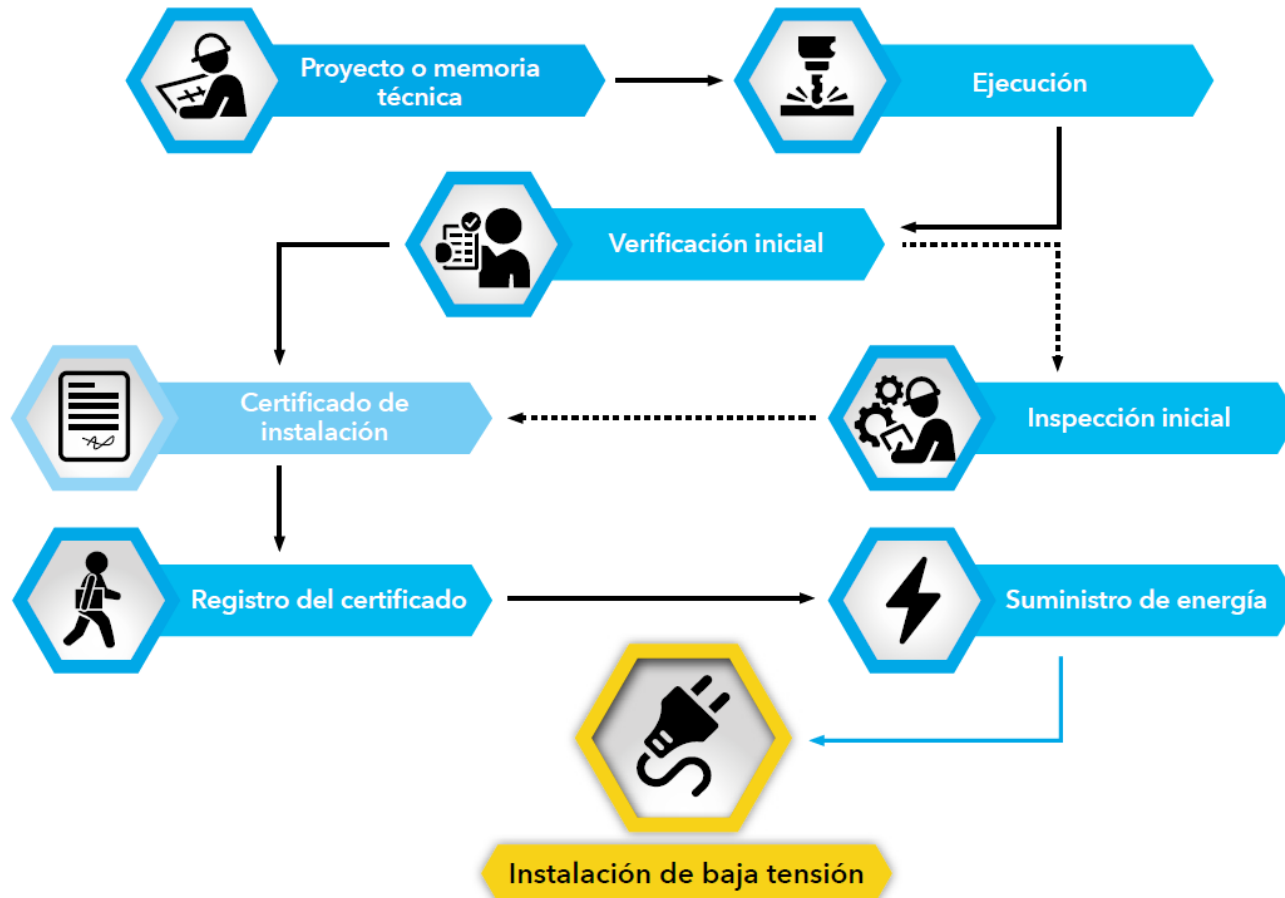 Proyecto o memoria
técnica
Ejecución
Verificación inicial
Certificado de
instalación
Inspección inicial
Registro del certificado
Suministro de energía
Instalación de baja tensión